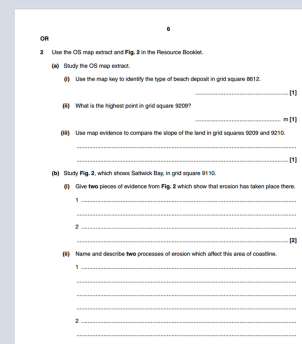 6
OR
2 Use the OS map extract and Fig. 2 in the Resource Booklet.
(a) Study the OS map extract.
(i) Use the map key to identify the type of beach deposit in grid square 8612.
[1]
(ii) What is the highest point in grid square 9209?
m [1]
(iii) Use map evidence to compare the slope of the land in grid squares 9209 and 9210.
[1]
(b) Study Fig. 2, which shows Saltwick Bay, in grid square 9110.
(i) Give two pieces of evidence from Fig. 2 which show that erosion has taken place there.
1
2
[2]
(ii) Name and describe two processes of erosion which affect this area of coastline.
1
2